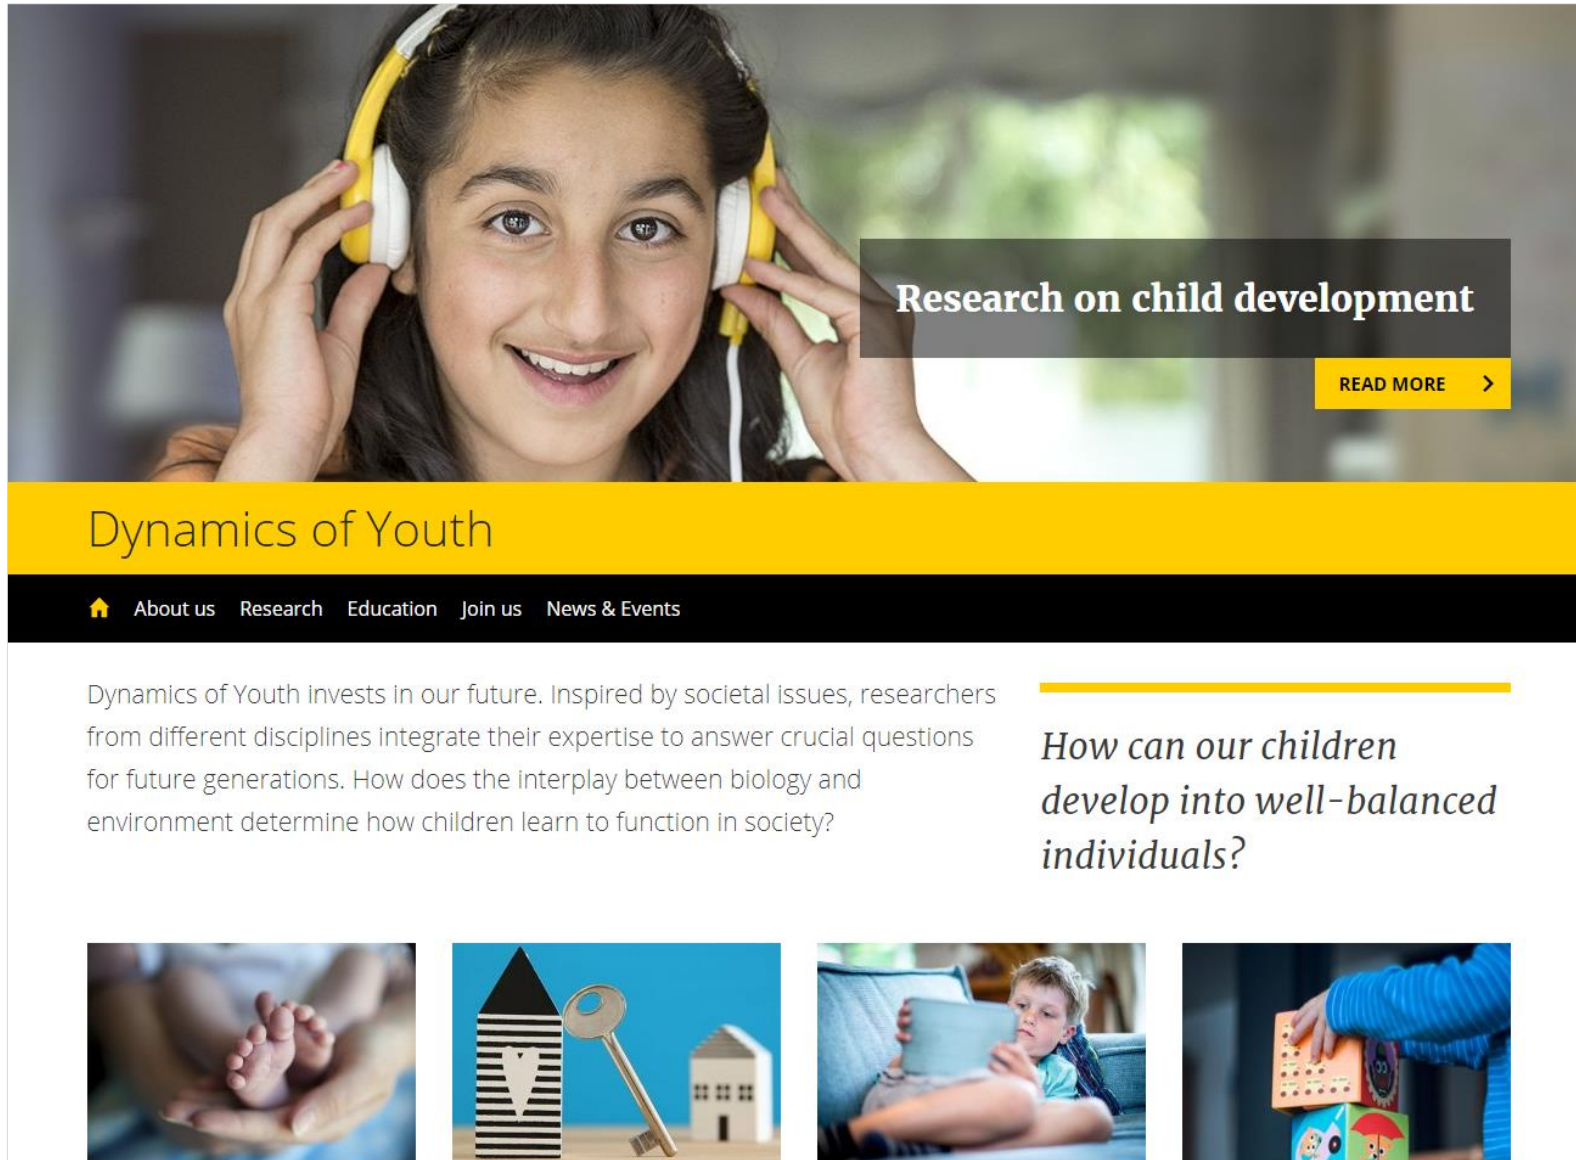 Research on child development
READ MORE
Dynamics of Youth
About us Research Education Join us News & Events
Dynamics of Youth invests in our future. Inspired by societal issues, researchers
from different disciplines integrate their expertise to answer crucial questions
for future generations. How does the interplay between biology and
environment determine how children learn to function in society?
How can our children
develop into well-balanced
individuals?